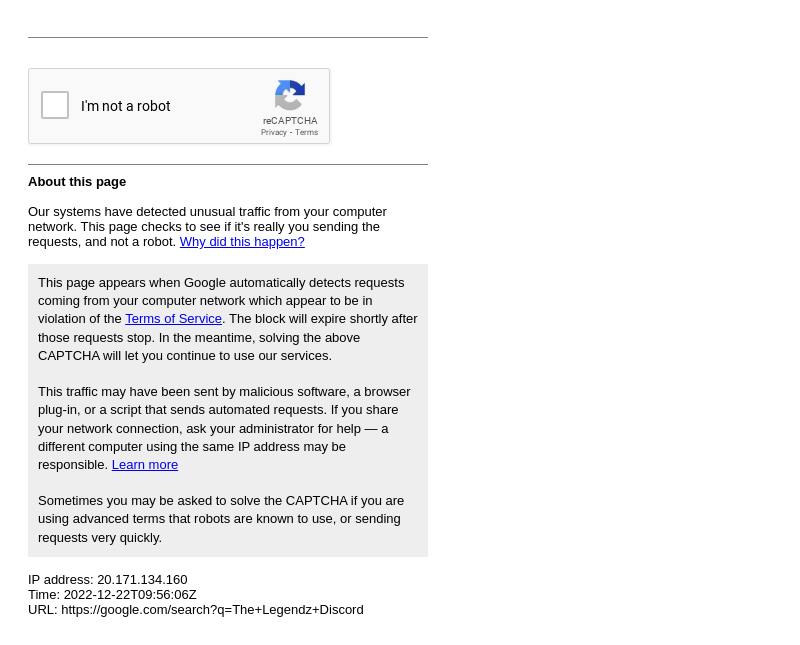 I'm not a robot
reCAPTCHA
Privacy - Terms
About this page
Our systems have detected unusual traffic from your computer
network. This page checks to see if it's really you sending the
requests, and not a robot. Why did this happen?
This page appears when Google automatically detects requests
coming from your computer network which appear to be in
violation of the Terms of Service. The block will expire shortly after
those requests stop. In the meantime, solving the above
CAPTCHA will let you continue to use our services.
This traffic may have been sent by malicious software, a browser
plug-in, or a script that sends automated requests. If you share
your network connection, ask your administrator for help — a
different computer using the same IP address may be
responsible. Learn more
Sometimes you may be asked to solve the CAPTCHA if you are
using advanced terms that robots are known to use, or sending
requests very quickly.
IP address: 20.171.134.160
Time: 2022-12-22T09:56:06Z
URL: https://google.com/search?q=The+Legendz+Discord